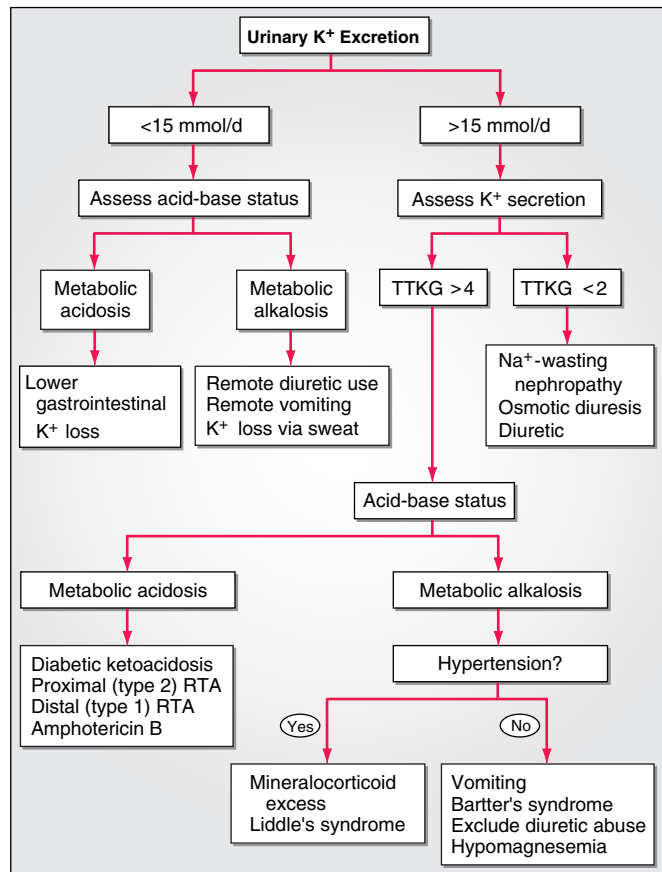 Urinary K+ Excretion
<15 mmol/d
>15 mmol/d
Assess acid-base status
Assess K+ secretion
Metabolic
acidosis
Metabolic
alkalosis
TTKG >4
TTKG <2
Lower
gastrointestinal
K+ loss
Remote diuretic use
Remote vomiting
K+ loss via sweat
Na+-wasting
nephropathy
Osmotic diuresis
Diuretic
Acid-base status
Metabolic acidosis
Metabolic alkalosis
Diabetic ketoacidosis
Proximal (type 2) RTA
Distal (type 1) RTA
Amphotericin B
Hypertension?
Yes
No
Mineralocorticoid
excess
Liddle's syndrome
Vomiting
Bartter's syndrome
Exclude diuretic abuse
Hypomagnesemia